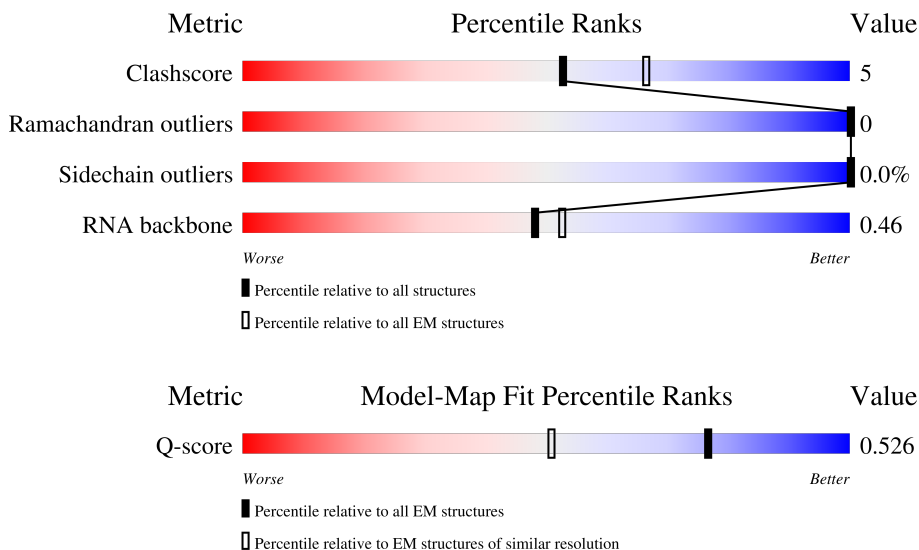 Metric Percentile Ranks Value
Clashscore 5
Ramachandran outliers 0
Sidechain outliers 0.0%
RNA backbone 0.46
Worse Better
Percentile relative to all structures
Percentile relative to all EM structures
Metric Model-Map Fit Percentile Ranks Value
Q-score 0.526
Worse Better
Percentile relative to all EM structures
Percentile relative to EM structures of similar resolution